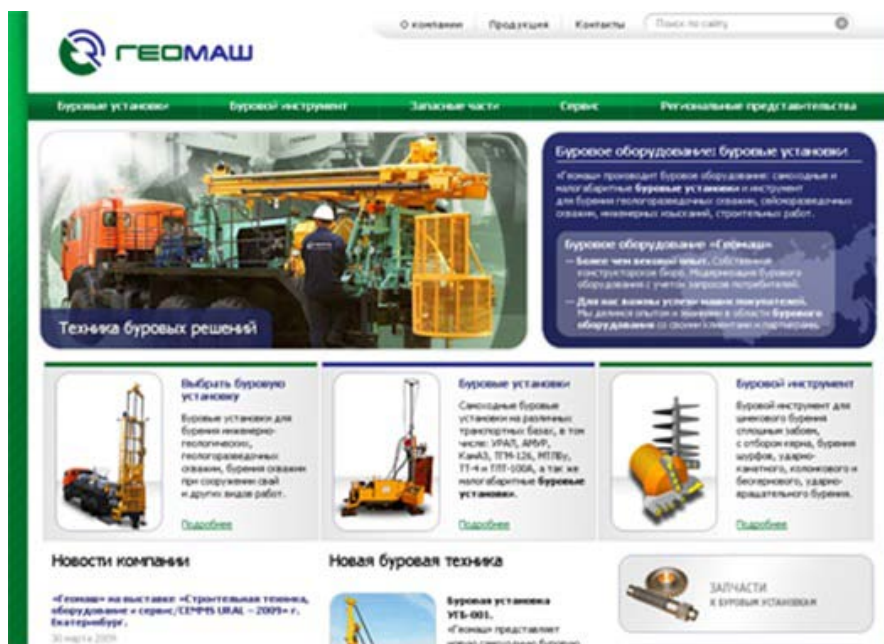 О компании Продукция Контакты Поиск по сайту
ГЕОМАШ
Буровые установки Буровой инструмент Запасные части Сервис Региональные представительства
Техника буровых решений
Буровое оборудование: буровые установки
«Геомаш» производит буровое оборудование: самоходные и
малогабаритные буровые установки и инструмент
для бурения геологоразведочных скважин, сейсморазведочных
скважин, инженерных изысканий, строительных работ.
Буровое оборудование «Геомаш»
— Более чем вековой опыт. Собственное
конструкторское бюро. Модернизация бурового
оборудования с учетом запросов потребителей.
— Для нас важны успехи наших покупателей.
Мы делимся опытом и знаниями в области бурового
оборудования со своими клиентами и партнерами.
Выбрать буровую
установку
Буровые установки для
бурения инженерно-
геологических,
геологоразведочных
скважин, бурения скважин
при сооружении свай
и других видов работ.
Подробнее
Буровые установки
Самоходные буровые
установки на различных
транспортных базах, в том
числе: УРАЛ, АМУР,
КамАЗ, ТГМ-126, МТЛБу,
ТТ-4 и ГПТ-100А, а так же
малогабаритные буровые
установки.
Подробнее
Буровой инструмент
Буровой инструмент для
шнекового бурения
сплошным забоем,
с отбором керна, бурения
шурфов, ударно-
канатного, колонкового и
бескернового, ударно-
вращательного бурения.
Подробнее
Новости компании
«Геомаш» на выставке «Строительная техника,
оборудование и сервис/CEMMS URAL – 2009» г.
Екатеринбург.
30 марта 2009
Новая буровая техника
Буровая установка
УГБ-001.
«Геомаш» представляет
новую самоходную буровую
ЗАПЧАСТИ
К БУРОВЫМ УСТАНОВКАМ